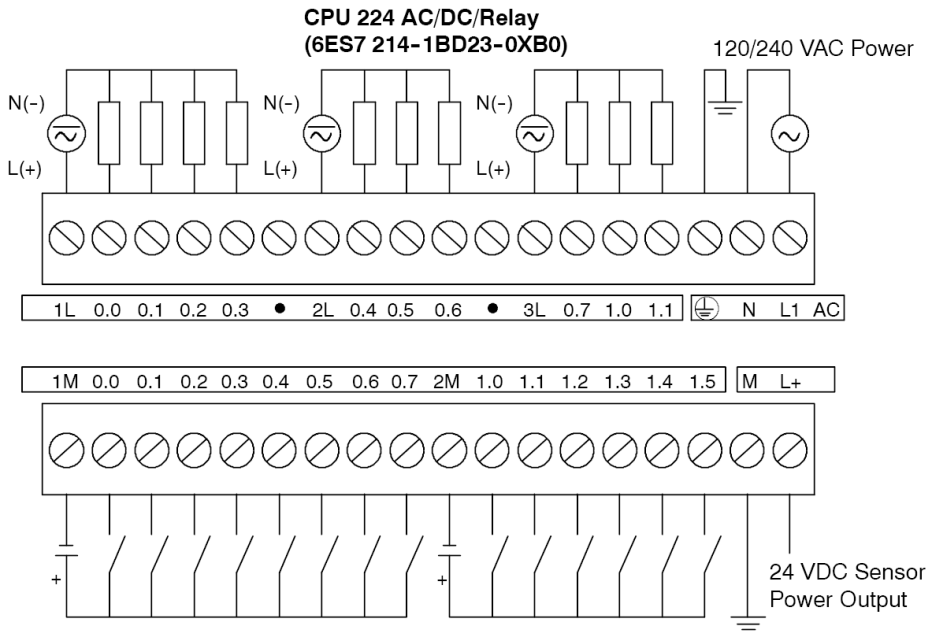 CPU 224 AC/DC/Relay
(6ES7 214-1BD23-0XB0)
120/240 VAC Power
N(-) N(-) N(-)
L(+) L(+) L(+)
1L 0.0 0.1 0.2 0.3 • 2L 0.4 0.5 0.6 • 3L 0.7 1.0 1.1 N L1 AC
1M 0.0 0.1 0.2 0.3 0.4 0.5 0.6 0.7 2M 1.0 1.1 1.2 1.3 1.4 1.5 M L+
+ +
24 VDC Sensor
Power Output